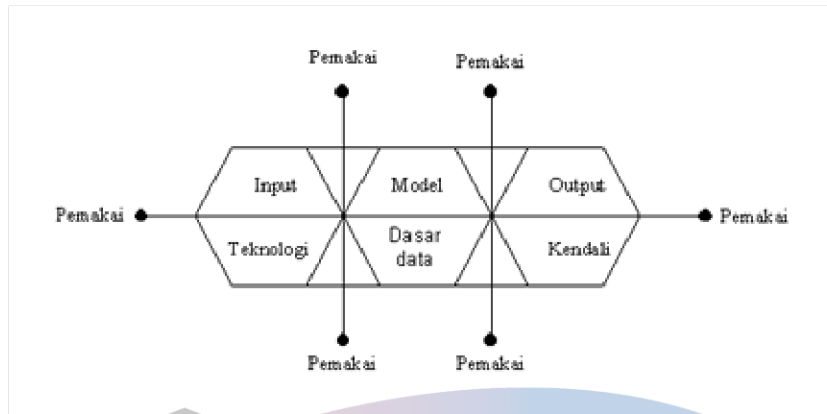 Pemakai
Pemakai
Input
Model
Output
Pemakai
Pemakai
Teknologi
Dasar
data
Kendali
Pemakai
Pemakai